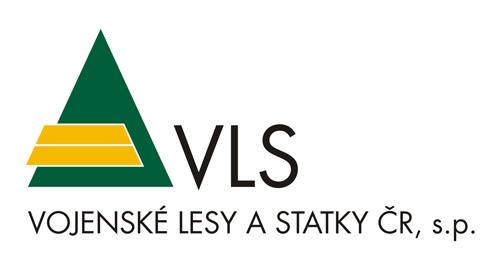 VLS
VOJENSKÉ LESY A STATKY ČR, s.p.